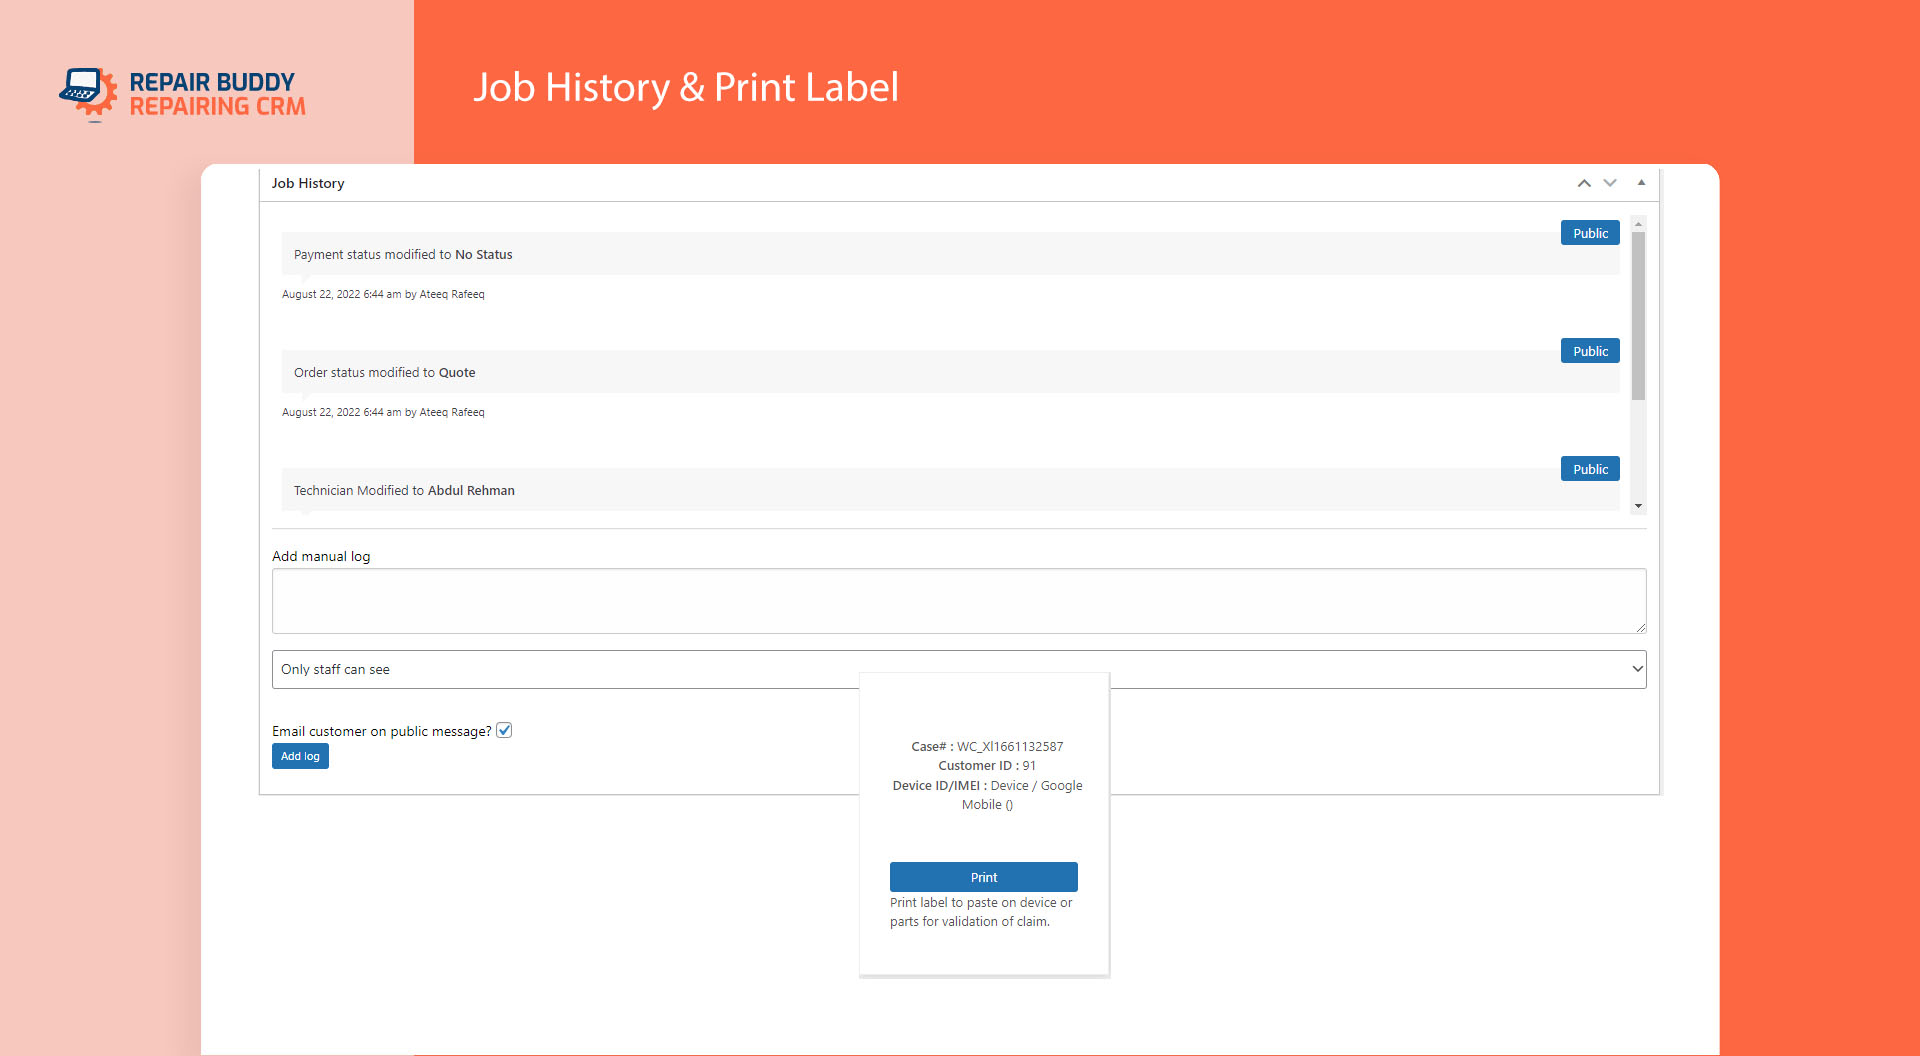 REPAIR BUDDY
REPAIRING CRM
Job History & Print Label
Job History
Public
Payment status modified to No Status
August 22, 2022 6:44 am by Ateeq Rafeeq
Public
Order status modified to Quote
August 22, 2022 6:44 am by Ateeq Rafeeq
Public
Technician Modified to Abdul Rehman
Add manual log
Only staff can see
Email customer on public message?
Add log
Case# : WC_Xl1661132587
Customer ID : 91
Device ID/IMEI : Device / Google
Mobile ()
Print
Print label to paste on device or
parts for validation of claim.